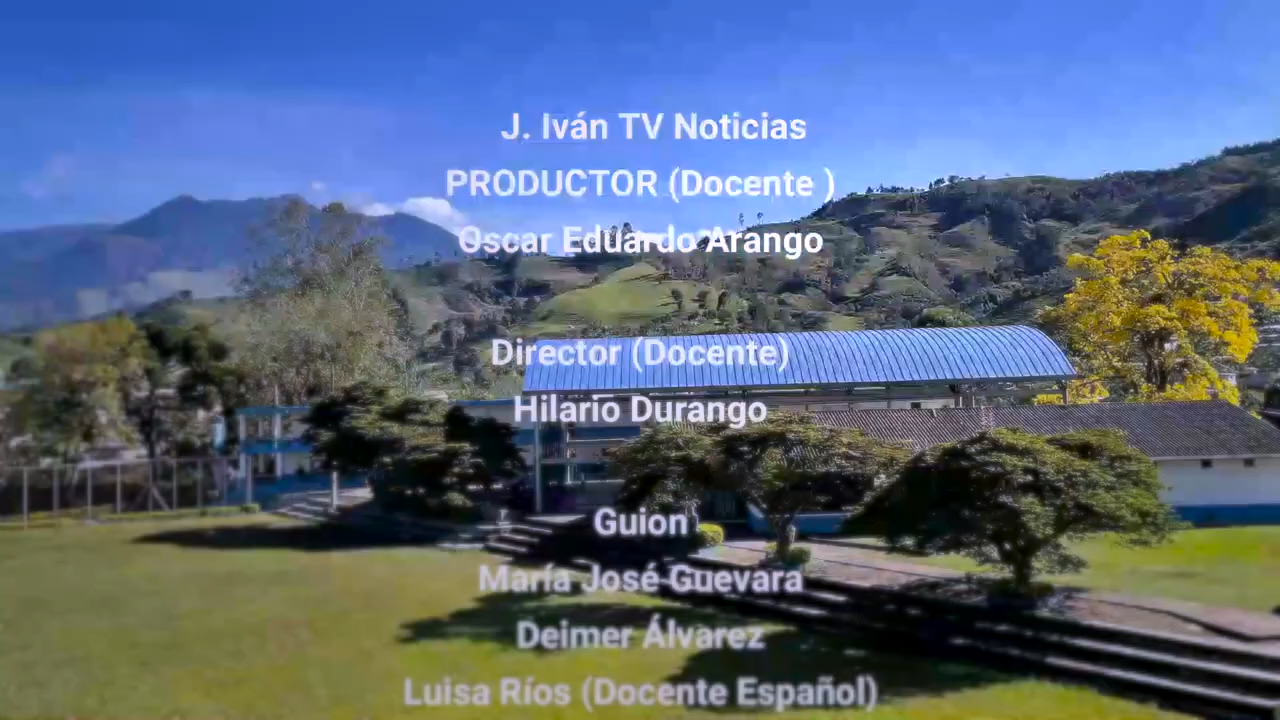 J. Iván TV Noticias
PRODUCTOR (Docente )
Oscar Eduardo Arango
Director (Docente)
Hilario Durango
Guion
María José Guevara
Deimer Álvarez
Luisa Ríos (Docente Español)